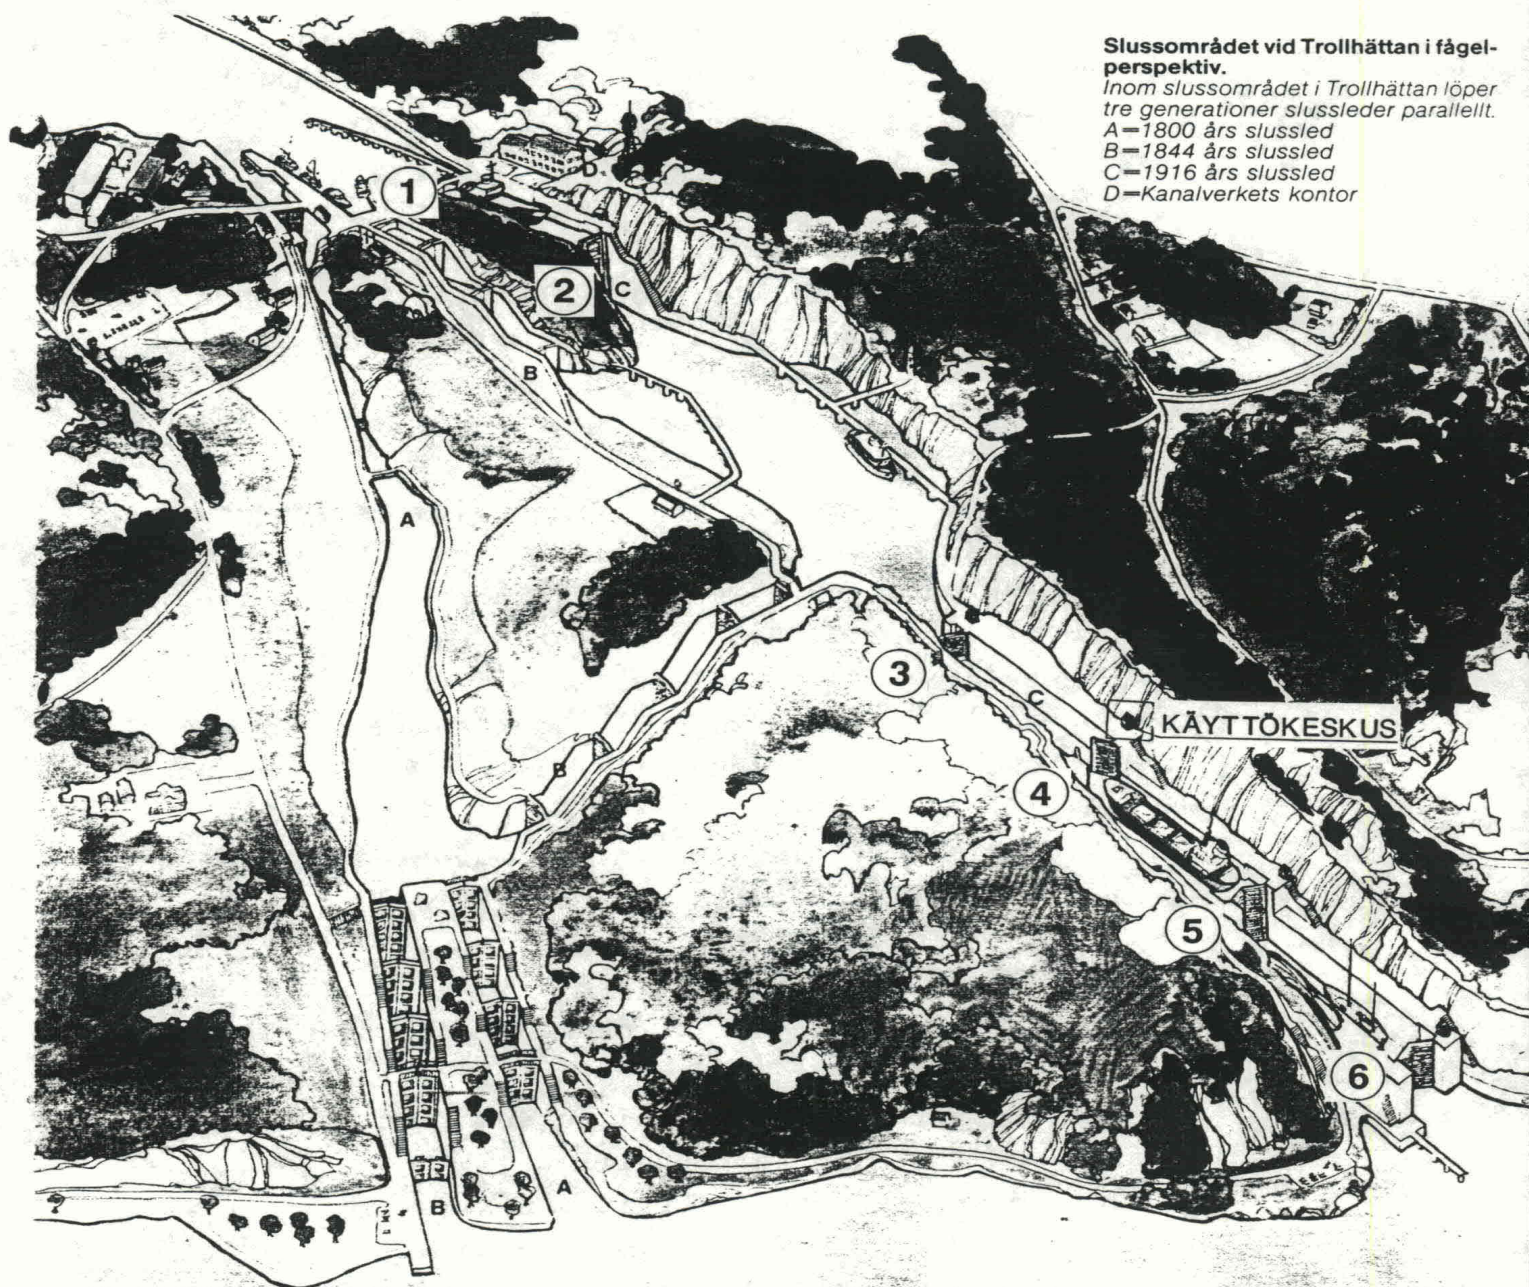 Slussområdet vid Trollhättan i fågel-
perspektiv.
Inom slussområdet i Trollhättan löper
tre generationer slussleder parallellt.
A=1800 års slussled
B=1844 års slussled
C=1916 års slussled
D=Kanalverkets kontor
D
1
2
C
B
A
3
C
KÄYTTÖKESKUS
B
4
5
6
A
B